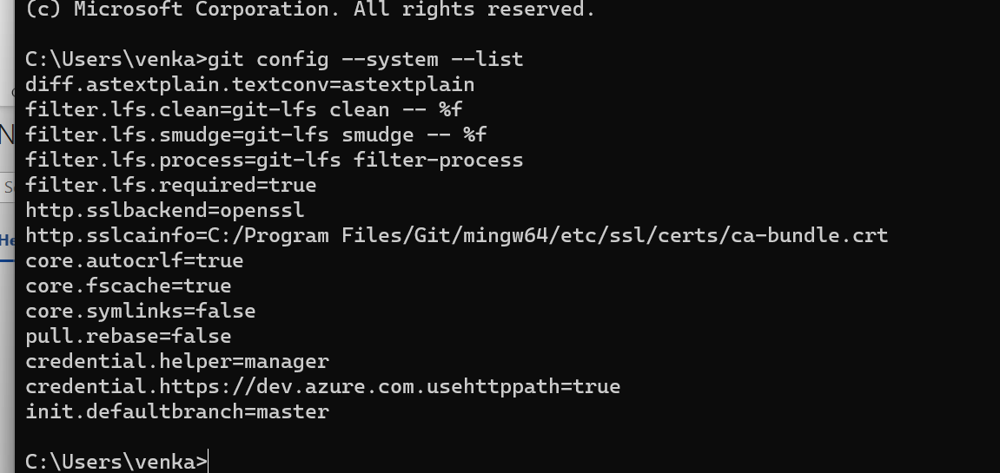 (c) Microsoft Corporation. All rights reserved.
C:\Users\venka>git config --system --list
diff.astextplain.textconv=astextplain
filter.lfs.clean=git-lfs clean -- %f
filter.lfs.smudge=git-lfs smudge -- %f
filter.lfs.process=git-lfs filter-process
filter.lfs.required=true
http.sslbackend=openssl
http.sslcainfo=C:/Program Files/Git/mingw64/etc/ssl/certs/ca-bundle.crt
core.autocrlf=true
core.fscache=true
core.symlinks=false
pull.rebase=false
credential.helper=manager
credential.https://dev.azure.com.usehttppath=true
init.defaultbranch=master
C:\Users\venka>